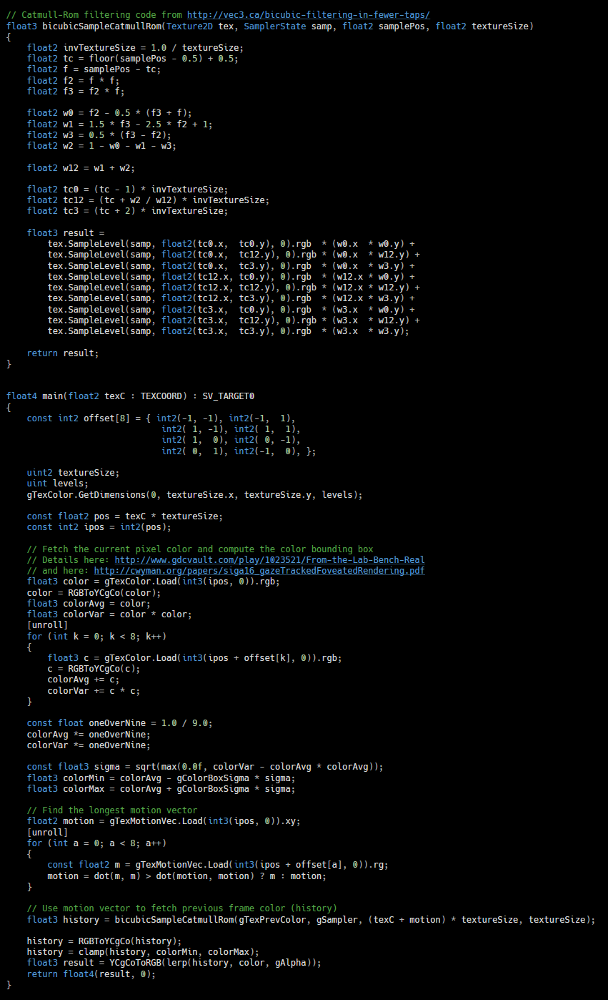 // Catmull-Rom filtering code from http://vec3.ca/bicubic-filtering-in-fewer-taps/
float3 bicubicSampleCatmullRom(Texture2D tex, SamplerState samp, float2 samplePos, float2 textureSize)
{
    float2 invTextureSize = 1.0 / textureSize;
    float2 tc = floor(samplePos - 0.5) + 0.5;
    float2 f = samplePos - tc;
    float2 f2 = f * f;
    float2 f3 = f2 * f;

    float2 w0 = f2 - 0.5 * (f3 + f);
    float2 w1 = 1.5 * f3 - 2.5 * f2 + 1;
    float2 w3 = 0.5 * (f3 - f2);
    float2 w2 = 1 - w0 - w1 - w3;

    float2 w12 = w1 + w2;

    float2 tc0 = (tc - 1) * invTextureSize;
    float2 tc12 = (tc + w2 / w12) * invTextureSize;
    float2 tc3 = (tc + 2) * invTextureSize;

    float3 result =
        tex.SampleLevel(samp, float2(tc0.x,  tc0.y), 0).rgb  * (w0.x  * w0.y) +
        tex.SampleLevel(samp, float2(tc0.x,  tc12.y), 0).rgb * (w0.x  * w12.y) +
        tex.SampleLevel(samp, float2(tc0.x,  tc3.y), 0).rgb  * (w0.x  * w3.y) +
        tex.SampleLevel(samp, float2(tc12.x, tc0.y), 0).rgb  * (w12.x * w0.y) +
        tex.SampleLevel(samp, float2(tc12.x, tc12.y), 0).rgb * (w12.x * w12.y) +
        tex.SampleLevel(samp, float2(tc12.x, tc3.y), 0).rgb  * (w12.x * w3.y) +
        tex.SampleLevel(samp, float2(tc3.x,  tc0.y), 0).rgb  * (w3.x  * w0.y) +
        tex.SampleLevel(samp, float2(tc3.x,  tc12.y), 0).rgb * (w3.x  * w12.y) +
        tex.SampleLevel(samp, float2(tc3.x,  tc3.y), 0).rgb  * (w3.x  * w3.y);

    return result;
}

float4 main(float2 texC : TEXCOORD) : SV_TARGET0
{
    const int2 offset[8] = { int2(-1, -1), int2(-1,  1),
                              int2( 1, -1), int2( 1,  1),
                              int2( 1,  0), int2( 0, -1),
                              int2( 0,  1), int2(-1,  0), };

    uint2 textureSize;
    uint levels;
    gTexColor.GetDimensions(0, textureSize.x, textureSize.y, levels);

    const float2 pos = texC * textureSize;
    const int2 ipos = int2(pos);

    // Fetch the current pixel color and compute the color bounding box
    // Details here: http://www.gdcvault.com/play/1023521/From-the-Lab-Bench-Real
    // and here: http://cwyman.org/papers/siga16_gazeTrackedFoveatedRendering.pdf
    float3 color = gTexColor.Load(int3(ipos, 0)).rgb;
    color = RGBToYCgCo(color);
    float3 colorAvg = color;
    float3 colorVar = color * color;
    [unroll]
    for (int k = 0; k < 8; k++)
    {
        float3 c = gTexColor.Load(int3(ipos + offset[k], 0)).rgb;
        c = RGBToYCgCo(c);
        colorAvg += c;
        colorVar += c * c;
    }

    const float oneOverNine = 1.0 / 9.0;
    colorAvg *= oneOverNine;
    colorVar *= oneOverNine;

    const float3 sigma = sqrt(max(0.0f, colorVar - colorAvg * colorAvg));
    float3 colorMin = colorAvg - gColorBoxSigma * sigma;
    float3 colorMax = colorAvg + gColorBoxSigma * sigma;

    // Find the longest motion vector
    float2 motion = gTexMotionVec.Load(int3(ipos, 0)).xy;
    [unroll]
    for (int a = 0; a < 8; a++)
    {
        const float2 m = gTexMotionVec.Load(int3(ipos + offset[a], 0)).rg;
        motion = dot(m, m) > dot(motion, motion) ? m : motion;
    }

    // Use motion vector to fetch previous frame color (history)
    float3 history = bicubicSampleCatmullRom(gTexPrevColor, gSampler, (texC + motion) * textureSize, textureSize);

    history = RGBToYCgCo(history);
    history = clamp(history, colorMin, colorMax);
    float3 result = YCgCoToRGB(lerp(history, color, gAlpha));
    return float4(result, 0);
}